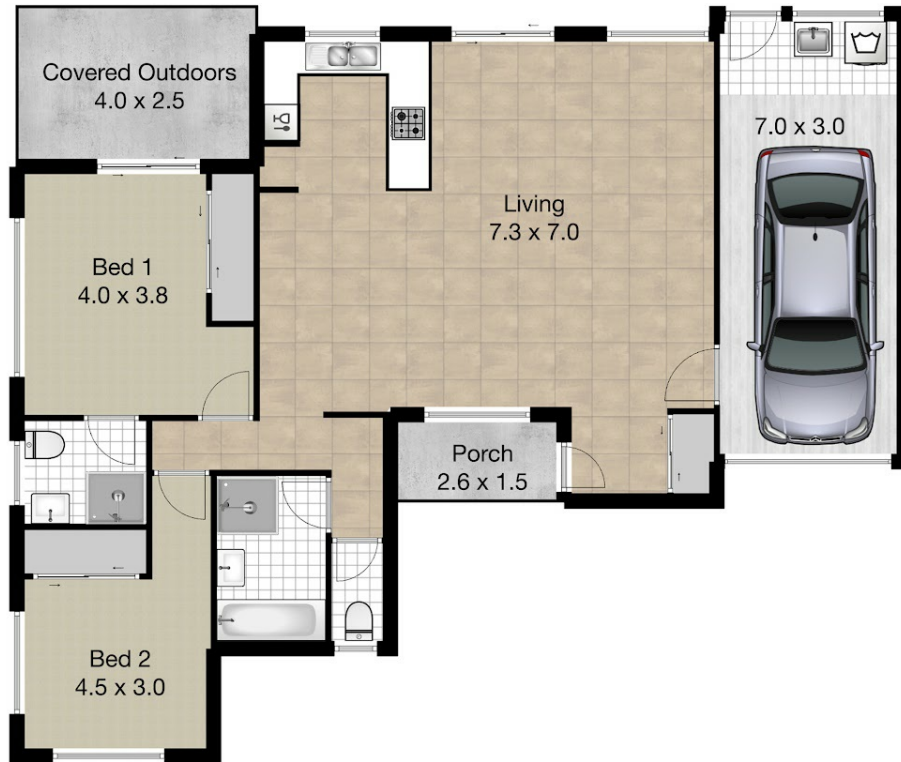 Covered Outdoors
4.0 x 2.5
7.0 x 3.0
Living
7.3 x 7.0
Bed 1
4.0 x 3.8
Porch
2.6 x 1.5
Bed 2
4.5 x 3.0